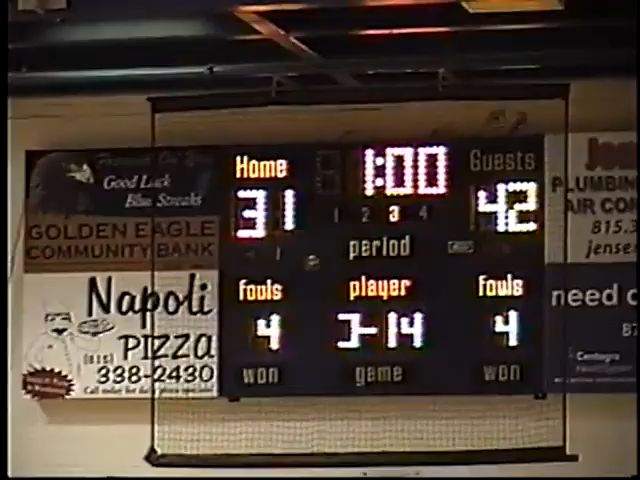 Good Luck
Blue Streaks
GOLDEN EAGLE
COMMUNITY BANK
Napoli
PIZZA
(815)
338-2430
Home
1:00
Guests
31
1 2 3 4
42
period
fouls
player
fouls
4
3-14
4
won
game
won
PLUMBIN
AIR CON
815.
jense
need
Centegra